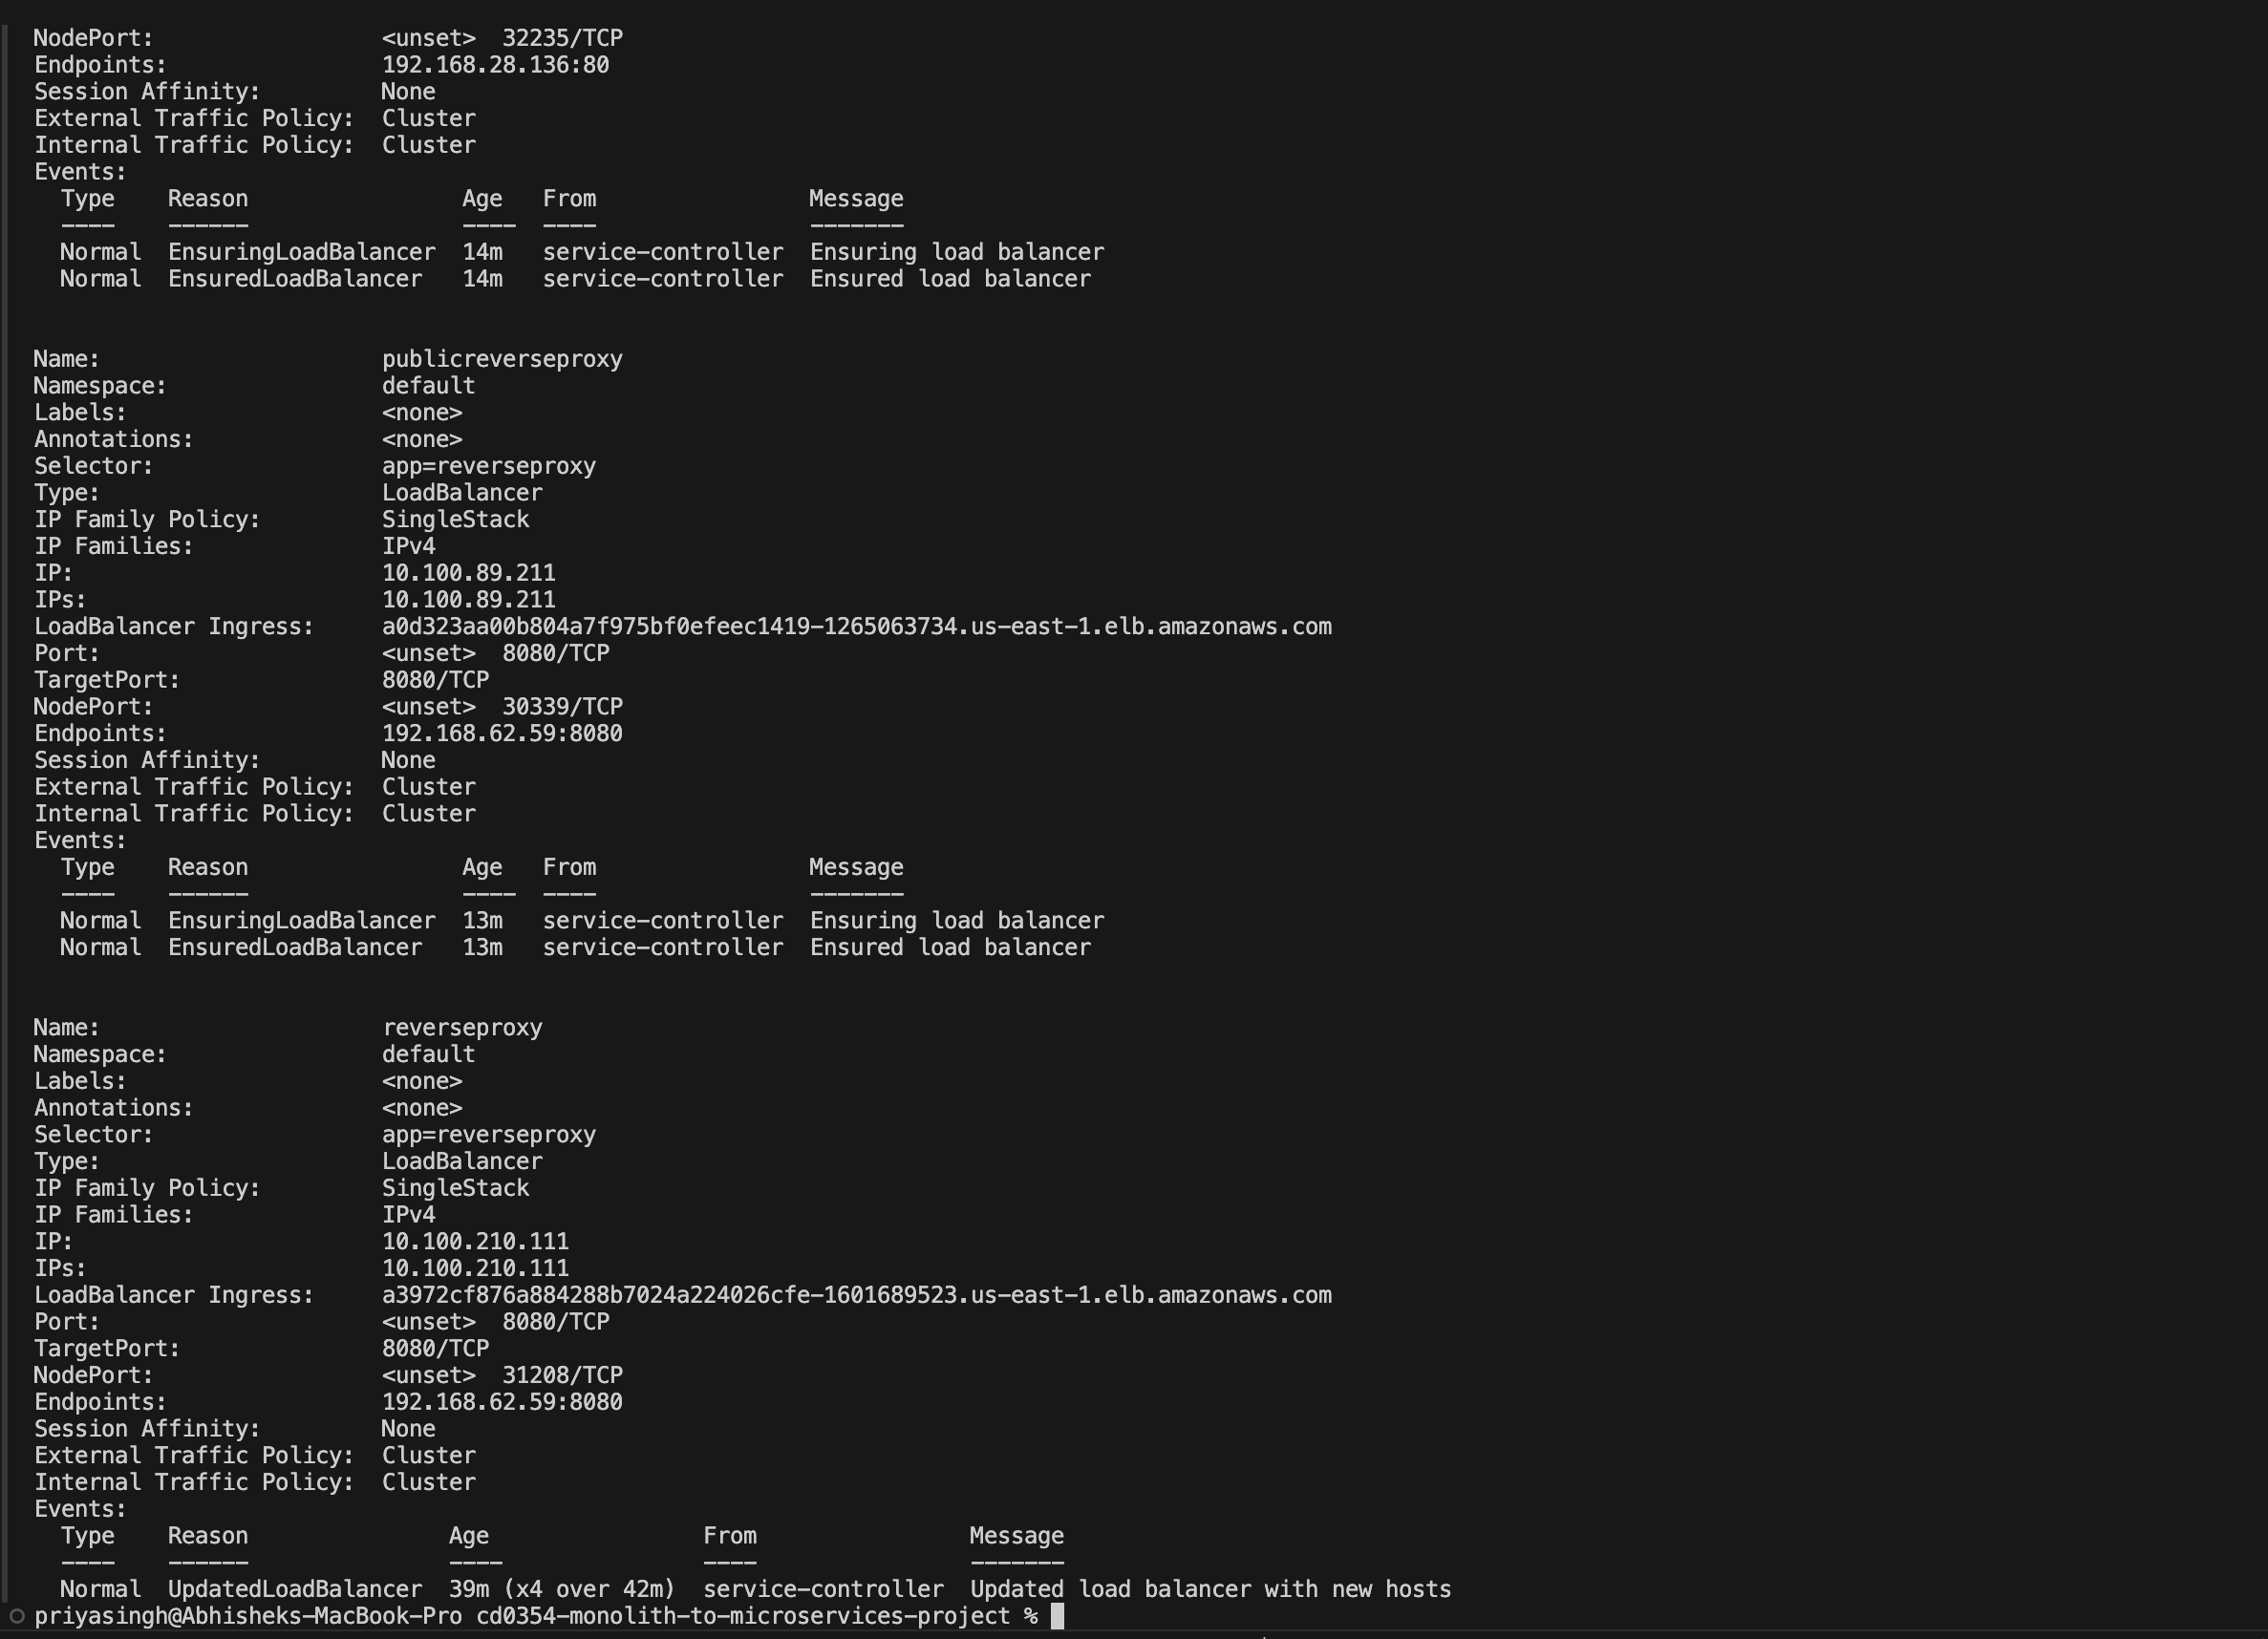 NodePort:                 <unset>  32235/TCP
Endpoints:                192.168.28.136:80
Session Affinity:         None
External Traffic Policy:  Cluster
Internal Traffic Policy:  Cluster
Events:
  Type    Reason                Age   From                Message
  ----    ------                ----  ----                -------
  Normal  EnsuringLoadBalancer  14m   service-controller  Ensuring load balancer
  Normal  EnsuredLoadBalancer   14m   service-controller  Ensured load balancer

Name:                     publicreverseproxy
Namespace:                default
Labels:                   <none>
Annotations:              <none>
Selector:                 app=reverseproxy
Type:                     LoadBalancer
IP Family Policy:         SingleStack
IP Families:              IPv4
IP:                       10.100.89.211
IPs:                      10.100.89.211
LoadBalancer Ingress:     a0d323aa00b804a7f975bf0efeec1419-1265063734.us-east-1.elb.amazonaws.com
Port:                     <unset>  8080/TCP
TargetPort:               8080/TCP
NodePort:                 <unset>  30339/TCP
Endpoints:                192.168.62.59:8080
Session Affinity:         None
External Traffic Policy:  Cluster
Internal Traffic Policy:  Cluster
Events:
  Type    Reason                Age   From                Message
  ----    ------                ----  ----                -------
  Normal  EnsuringLoadBalancer  13m   service-controller  Ensuring load balancer
  Normal  EnsuredLoadBalancer   13m   service-controller  Ensured load balancer

Name:                     reverseproxy
Namespace:                default
Labels:                   <none>
Annotations:              <none>
Selector:                 app=reverseproxy
Type:                     LoadBalancer
IP Family Policy:         SingleStack
IP Families:              IPv4
IP:                       10.100.210.111
IPs:                      10.100.210.111
LoadBalancer Ingress:     a3972cf876a884288b7024a224026cfe-1601689523.us-east-1.elb.amazonaws.com
Port:                     <unset>  8080/TCP
TargetPort:               8080/TCP
NodePort:                 <unset>  31208/TCP
Endpoints:                192.168.62.59:8080
Session Affinity:         None
External Traffic Policy:  Cluster
Internal Traffic Policy:  Cluster
Events:
  Type    Reason               Age                From                Message
  ----    ------               ----               ----                -------
  Normal  UpdatedLoadBalancer  39m (x4 over 42m)  service-controller  Updated load balancer with new hosts
priyasingh@Abhisheks-MacBook-Pro cd0354-monolith-to-microservices-project %